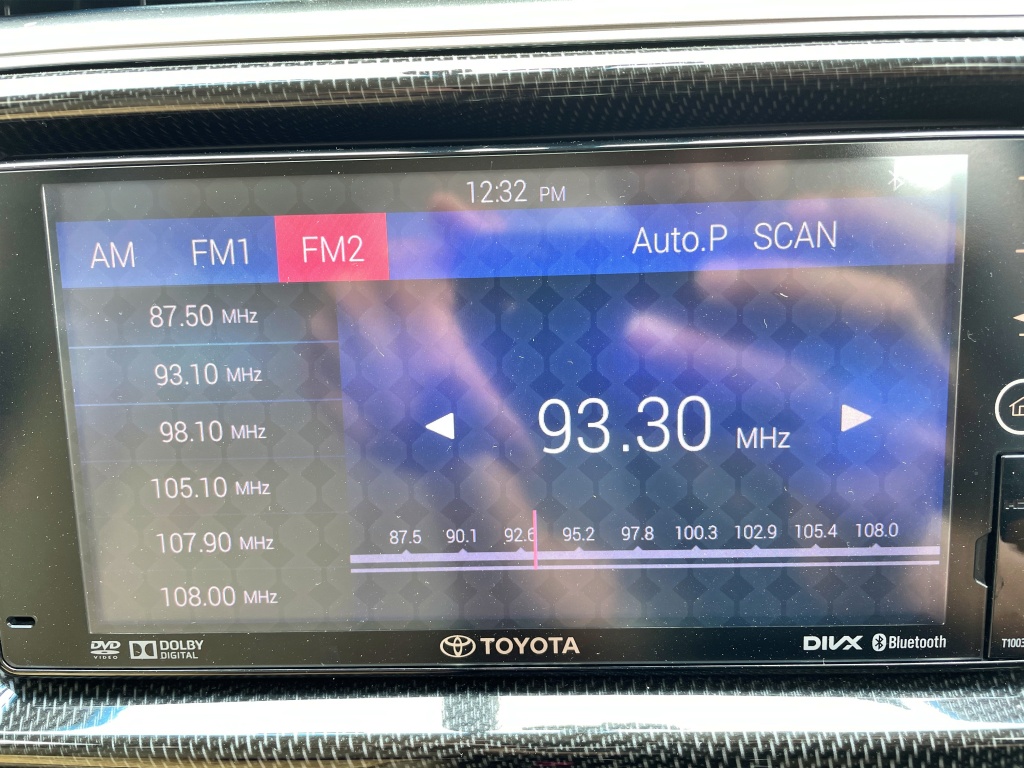 12:32 PM
AM FM1 FM2 Auto.P SCAN
87.50 MHz
93.10 MHz
98.10 MHz
105.10 MHz
107.90 MHz
108.00 MHz
93.30 MHz
87.5 90.1 92.6 95.2 97.8 100.3 102.9 105.4 108.0
DVD VIDEO DOLBY DIGITAL TOYOTA DIVX Bluetooth
T1003